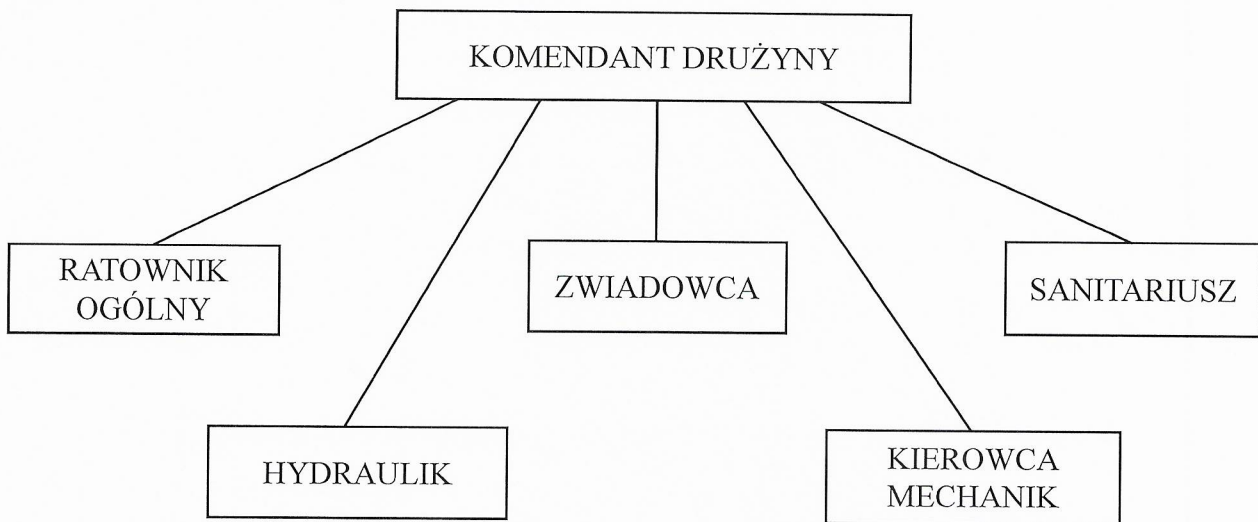 KOMENDANT DRUŻYNY
RATOWNIK
OGÓLNY
ZWIADOWCA
SANITARIUSZ
HYDRAULIK
KIEROWCA
MECHANIK